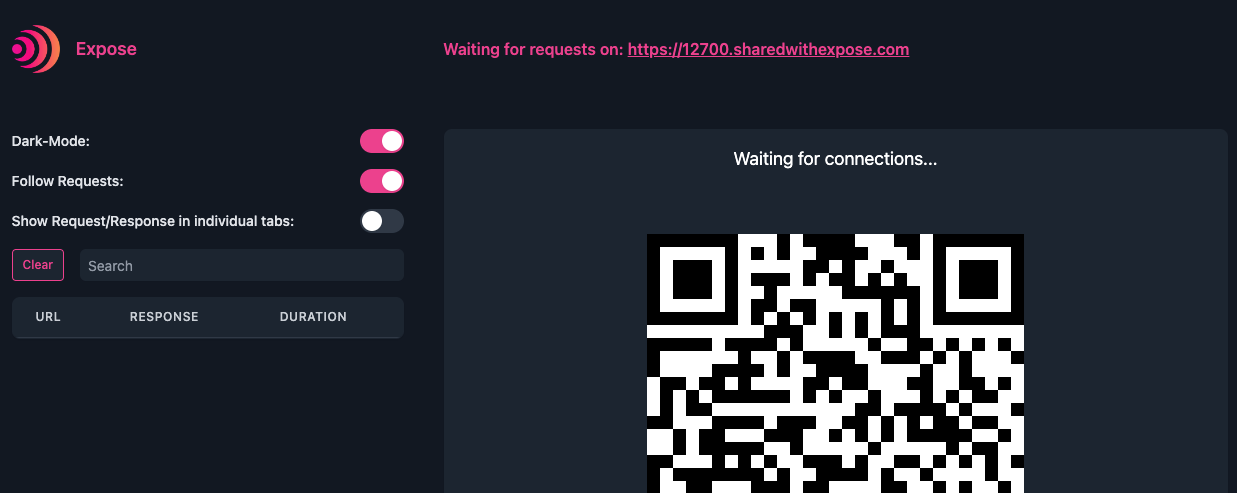 Expose
Waiting for requests on: https://12700.sharedwithexpose.com
Dark-Mode:
Follow Requests:
Show Request/Response in individual tabs:
Clear
Search
URL RESPONSE DURATION
Waiting for connections...